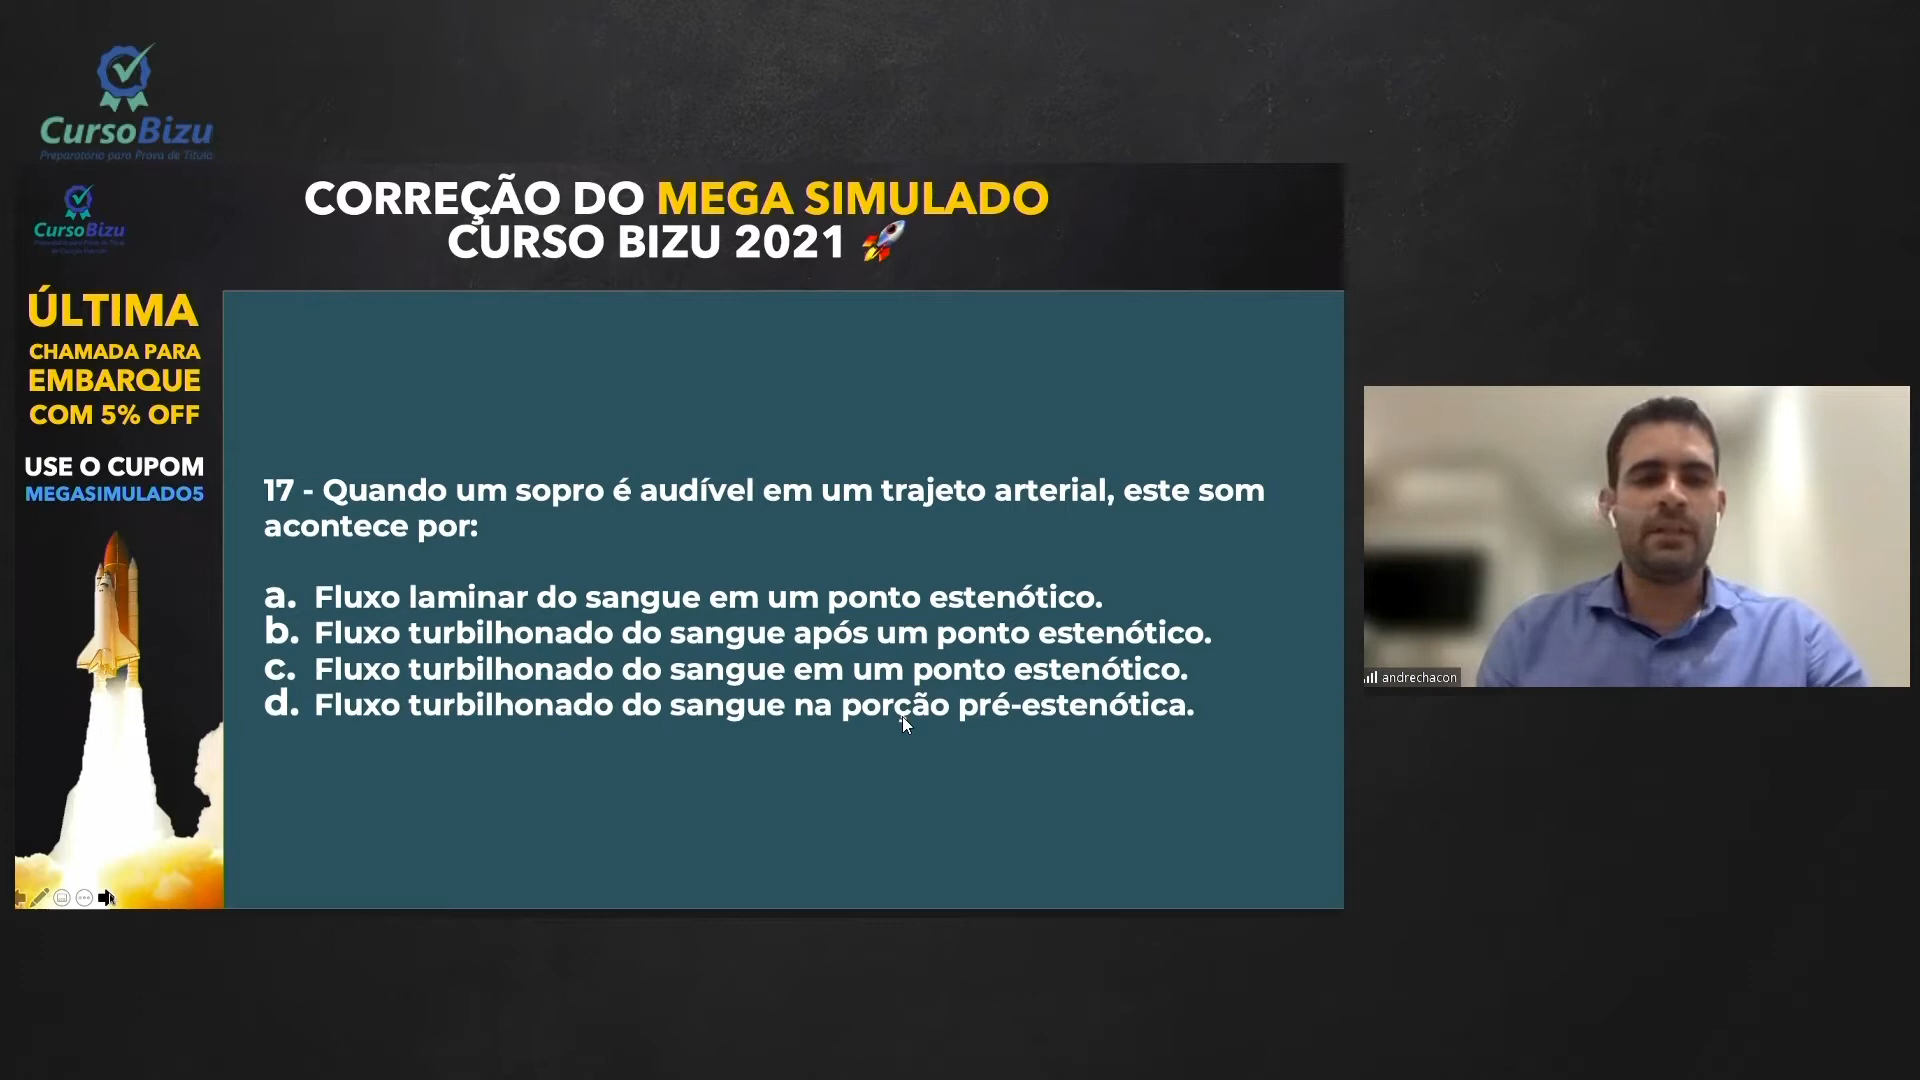 CursoBizu
Preparatório para Prova de Título
CORREÇÃO DO MEGA SIMULADO
CURSO BIZU 2021
CursoBizu
ÚLTIMA
CHAMADA PARA
EMBARQUE
COM 5% OFF
USE O CUPOM
MEGASIMULADO5
17 - Quando um sopro é audível em um trajeto arterial, este som
acontece por:
a. Fluxo laminar do sangue em um ponto estenótico.
b. Fluxo turbilhonado do sangue após um ponto estenótico.
c. Fluxo turbilhonado do sangue em um ponto estenótico.
d. Fluxo turbilhonado do sangue na porção pré-estenótica.
andrechacon